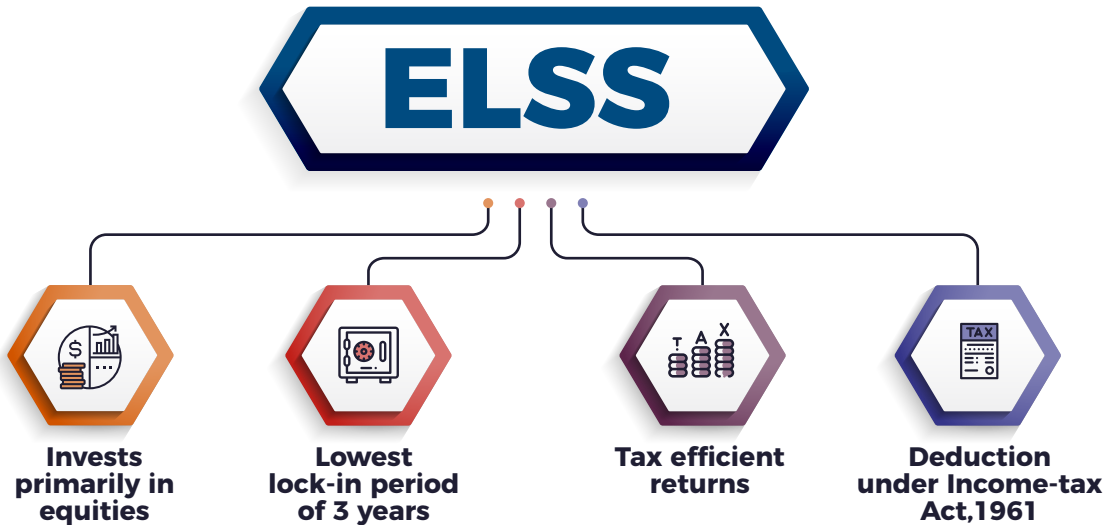 ELSS
$
T A X
TAX
Invests
primarily in
equities
Lowest
lock-in period
of 3 years
Tax efficient
returns
Deduction
under Income-tax
Act,1961